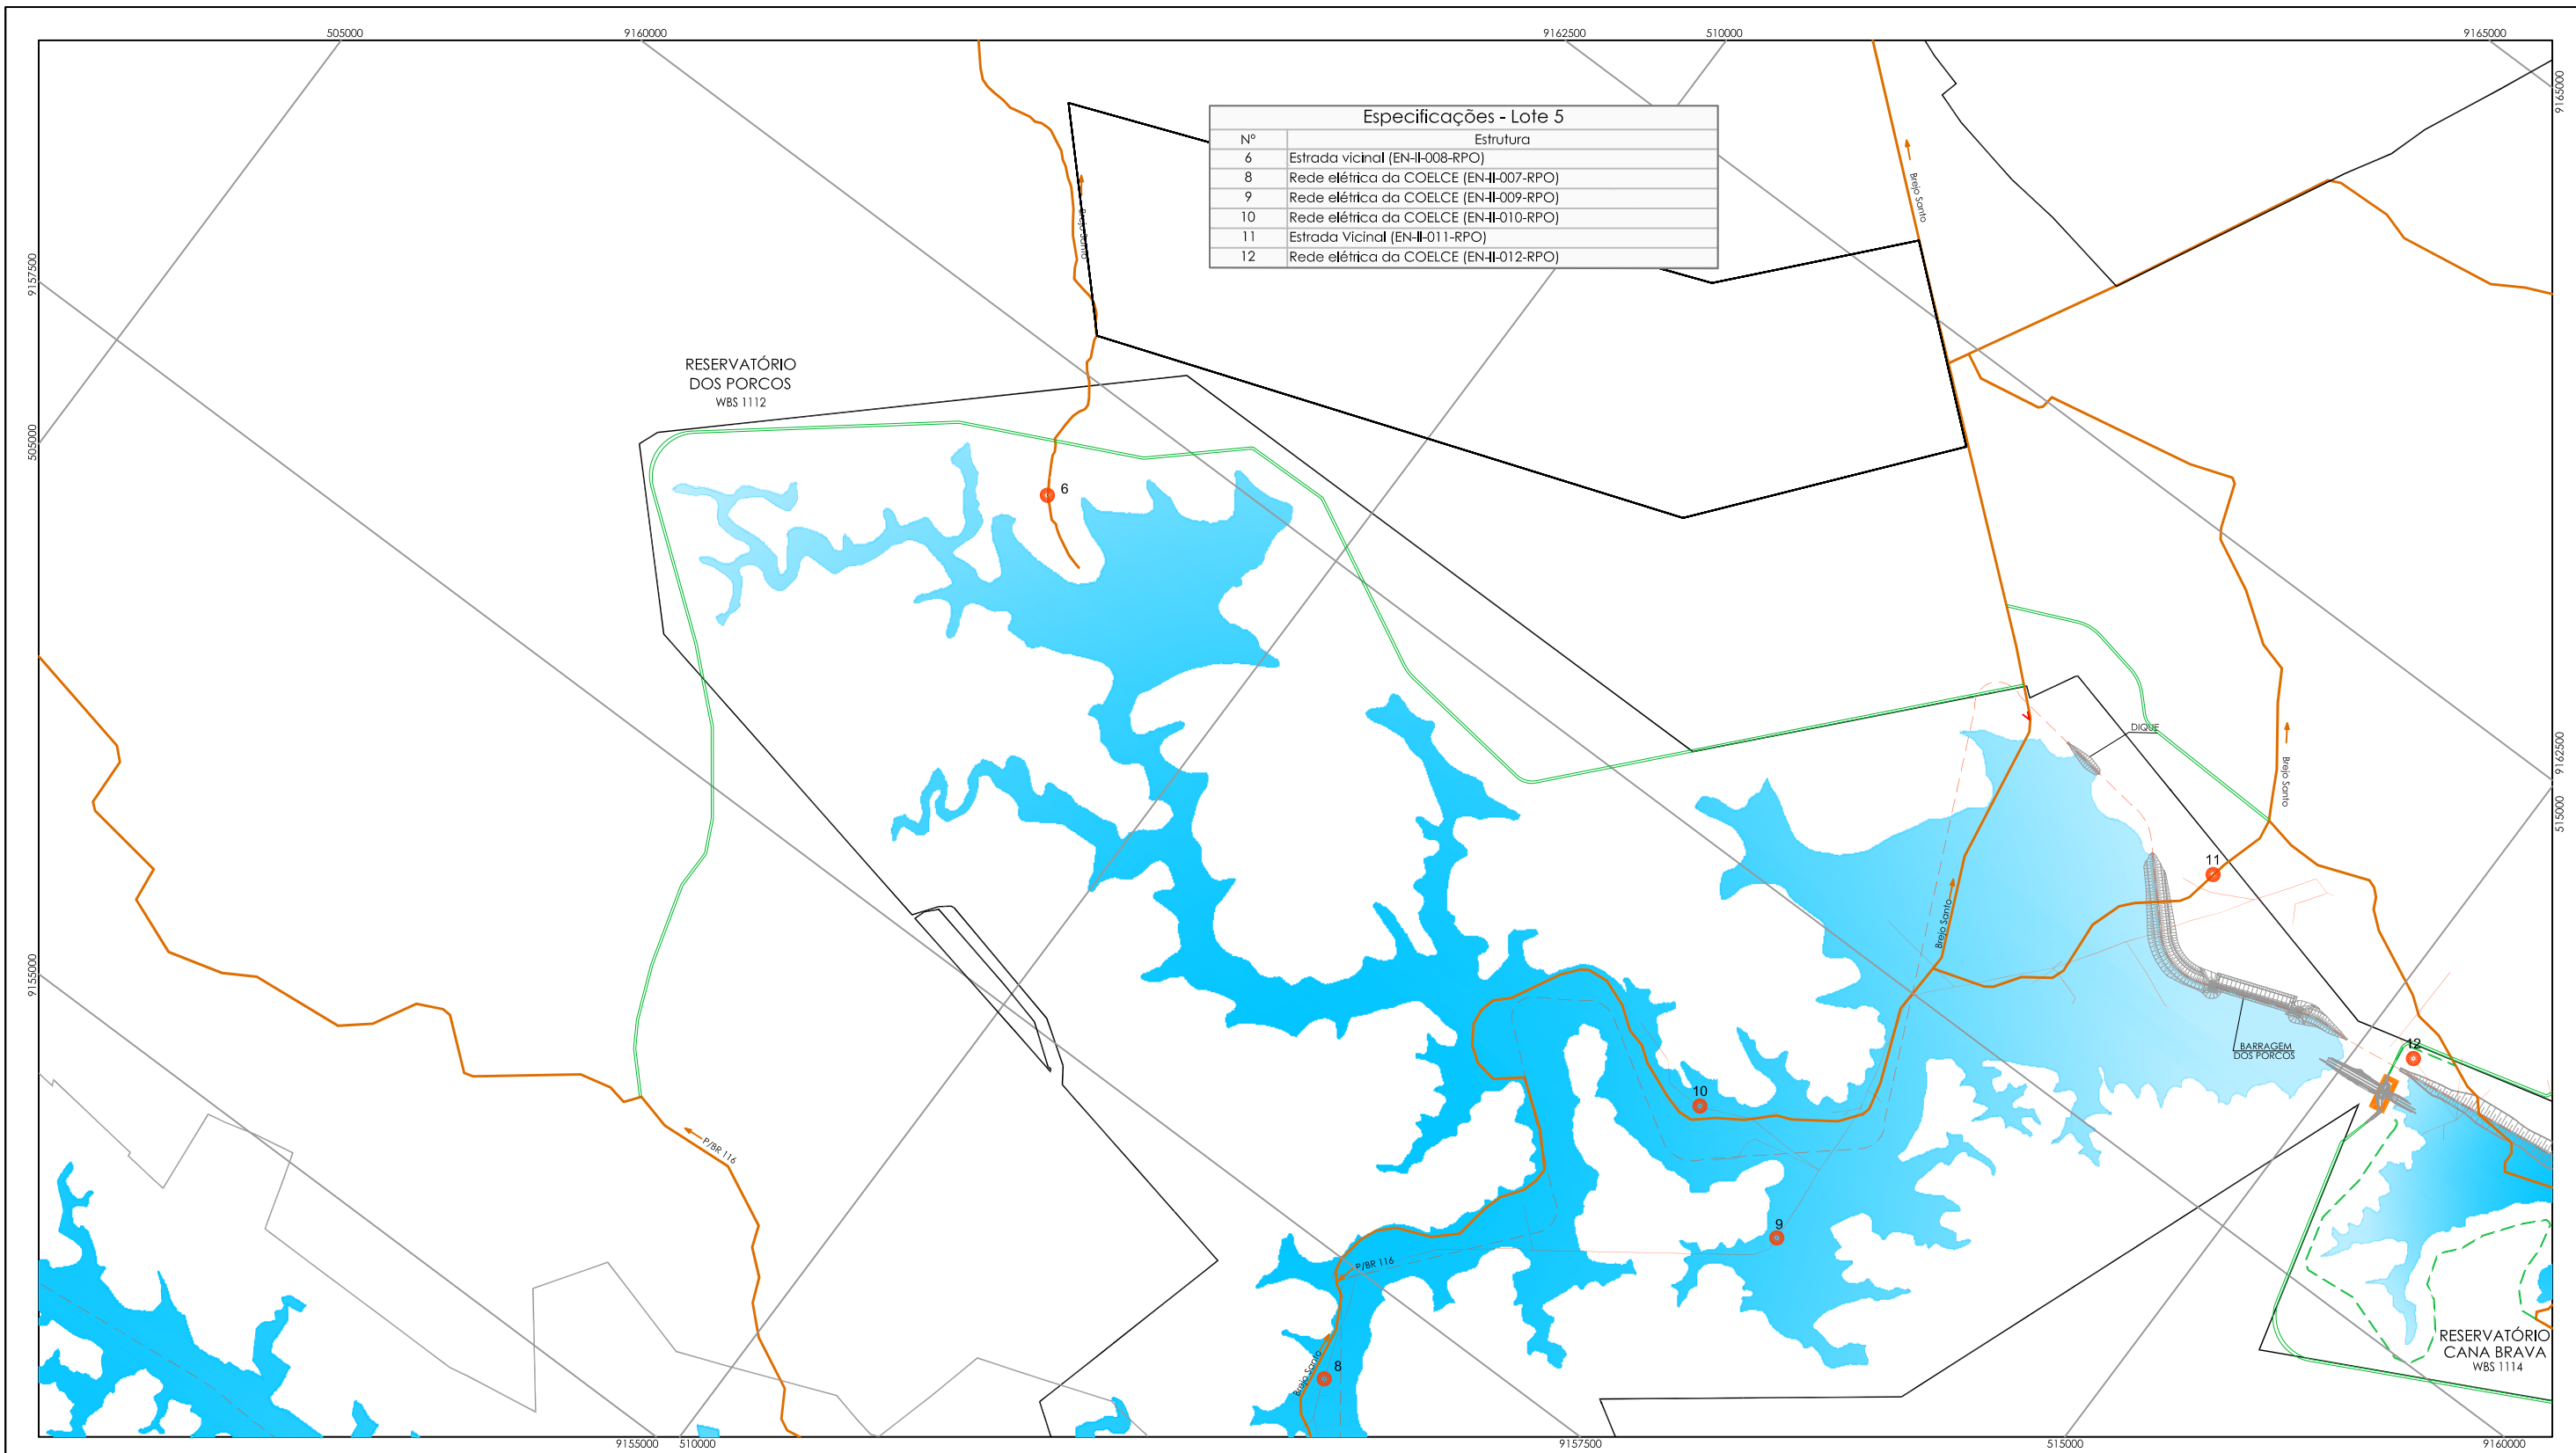 505000
9160000
9162500
510000
9165000
9165000
Especificações - Lote 5
Nº Estrutura
6 Estrada vicinal (EN-II-008-RPO)
8 Rede elétrica da COELCE (EN-II-007-RPO)
9 Rede elétrica da COELCE (EN-II-009-RPO)
10 Rede elétrica da COELCE (EN-II-010-RPO)
11 Estrada Vicinal (EN-II-011-RPO)
12 Rede elétrica da COELCE (EN-II-012-RPO)
Brejo Santo
Brejo Santo
9157500
RESERVATÓRIO
DOS PORCOS
WBS 1112
505000
6
DIQUE
9162500
Brejo Santo
515000
11
Brejo Santo
9155000
BARRAGEM
DOS PORCOS
12
10
P/BR 116
9
P/BR 116
RESERVATÓRIO
CANA BRAVA
WBS 1114
Brejo Santo
8
9155000
510000
9157500
515000
9160000